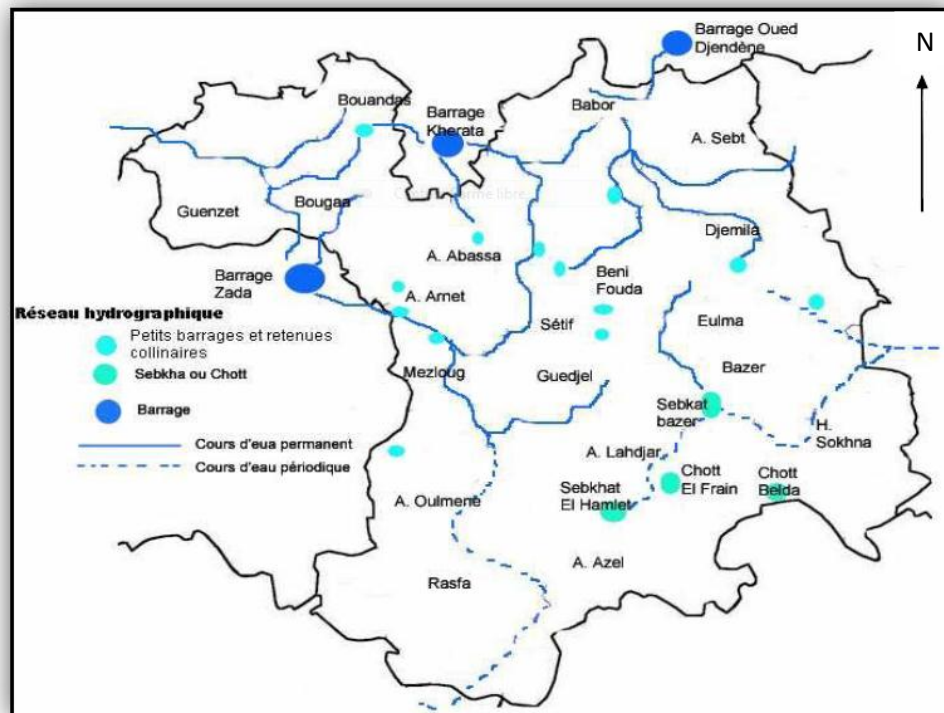 Barrage Oued
Djendène
N
Bouandas
Barrage
Kherata
Babor
A. Sebt
Guenzet
Bougaa
Djemila
A. Abassa
Barrage
Zada
A. Arnet
Beni
Fouda
Sétif
Eulma
Réseau hydrographique
Petits barrages et retenues
collinaires
Sebkha ou Chott
Barrage
Cours d'eua permanent
Cours d'eau périodique
Mezloug
Guedjel
Bazer
Sebkat
bazer
H.
Sokhna
A. Lahdjar
Chott
El Frain
Chott
Beida
Sebkhat
El Hamlet
A. Oulmene
A. Azel
Rasfa